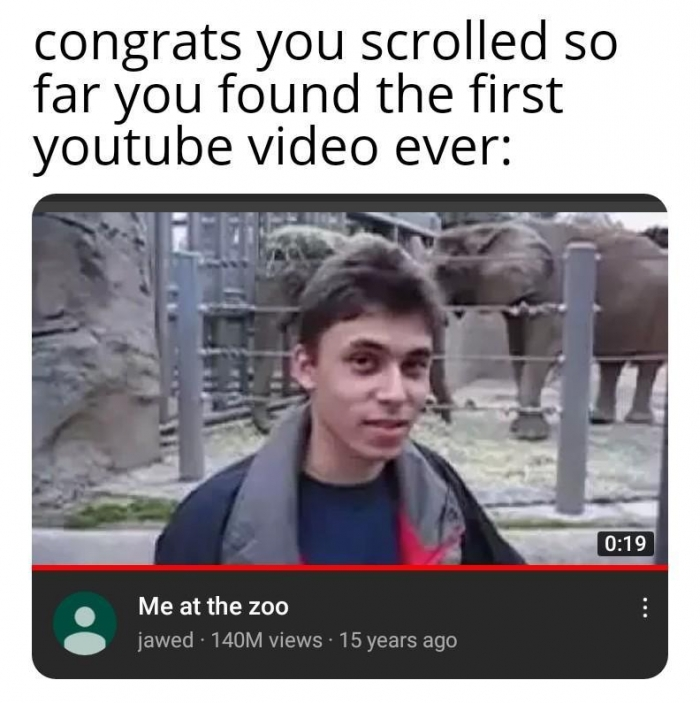 congrats you scrolled so
far you found the first
youtube video ever:
0:19
Me at the zoo
jawed · 140M views · 15 years ago